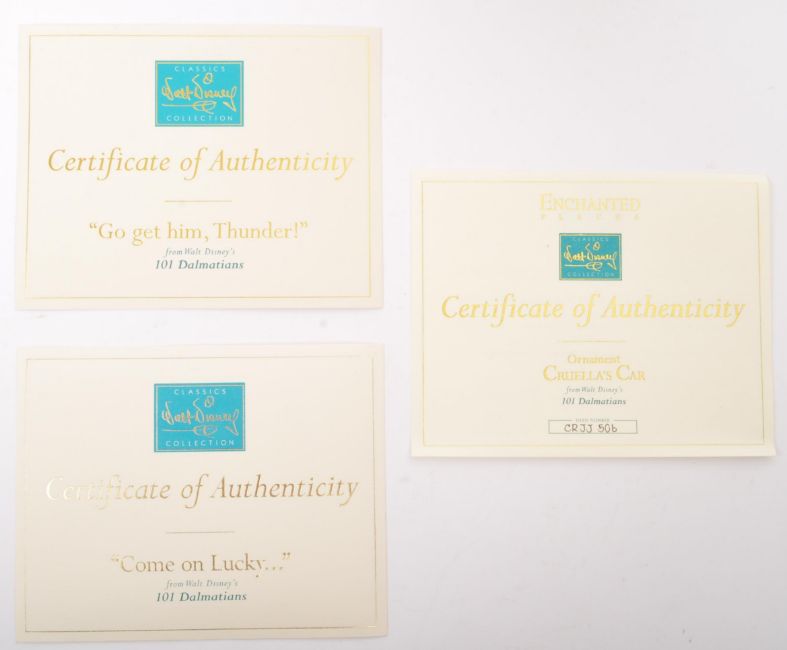 CLASSICS
Walt Disney
COLLECTION
Certificate of Authenticity
“Go get him, Thunder!”
from Walt Disney's
101 Dalmatians
CLASSICS
Walt Disney
COLLECTION
Certificate of Authenticity
“Come on Lucky...”
from Walt Disney's
101 Dalmatians
ENCHANTED
PLACES
CLASSICS
Walt Disney
COLLECTION
Certificate of Authenticity
Ornament
CRUELLA'S CAR
from Walt Disney's
101 Dalmatians
CRJJ 506